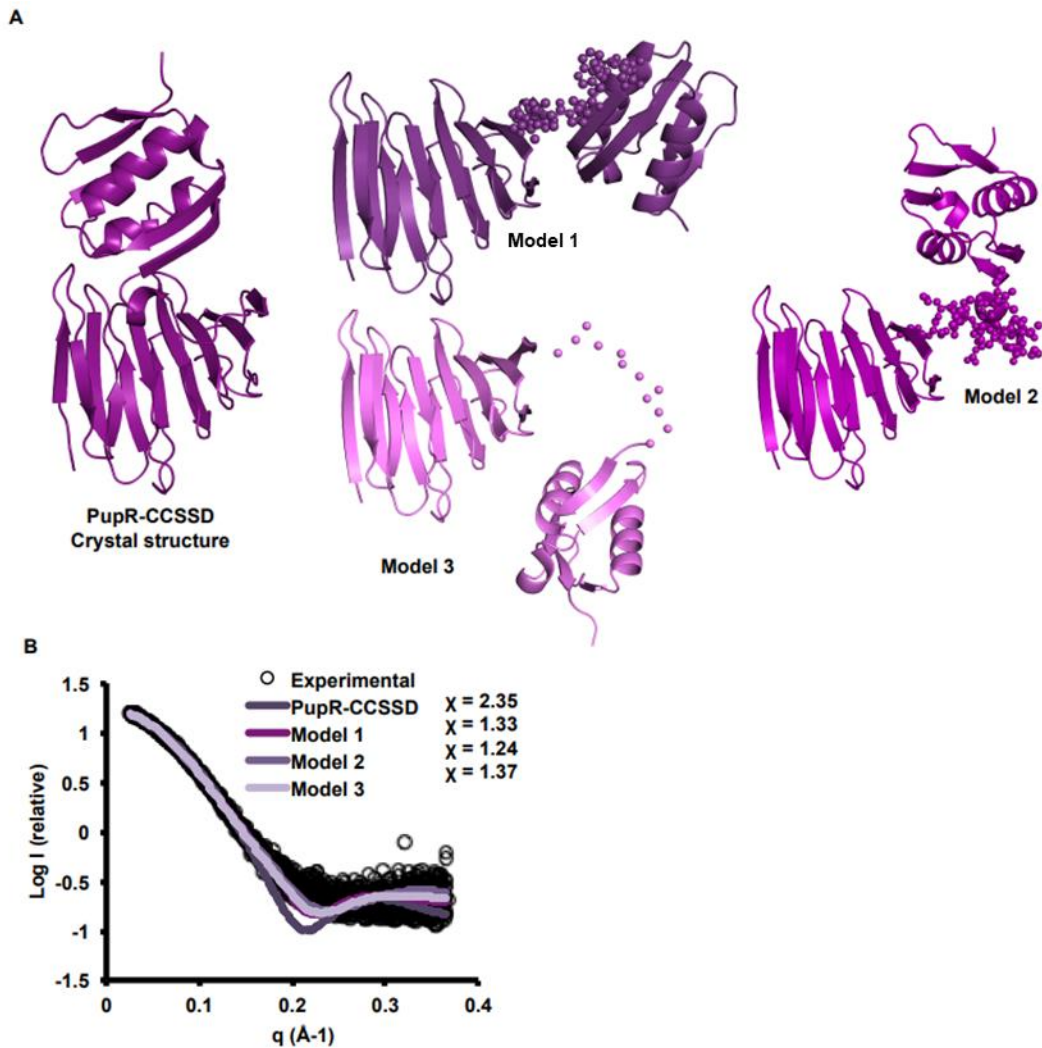 A
Model 1
Model 2
PupR-CCSSD
Crystal structure
Model 3
B
Experimental
PupR-CCSSD χ = 2.35
Model 1 χ = 1.33
Model 2 χ = 1.24
Model 3 χ = 1.37
Log I (relative)
1.5
1
0.5
0
-0.5
-1
-1.5
0 0.1 0.2 0.3 0.4
q (Å-1)